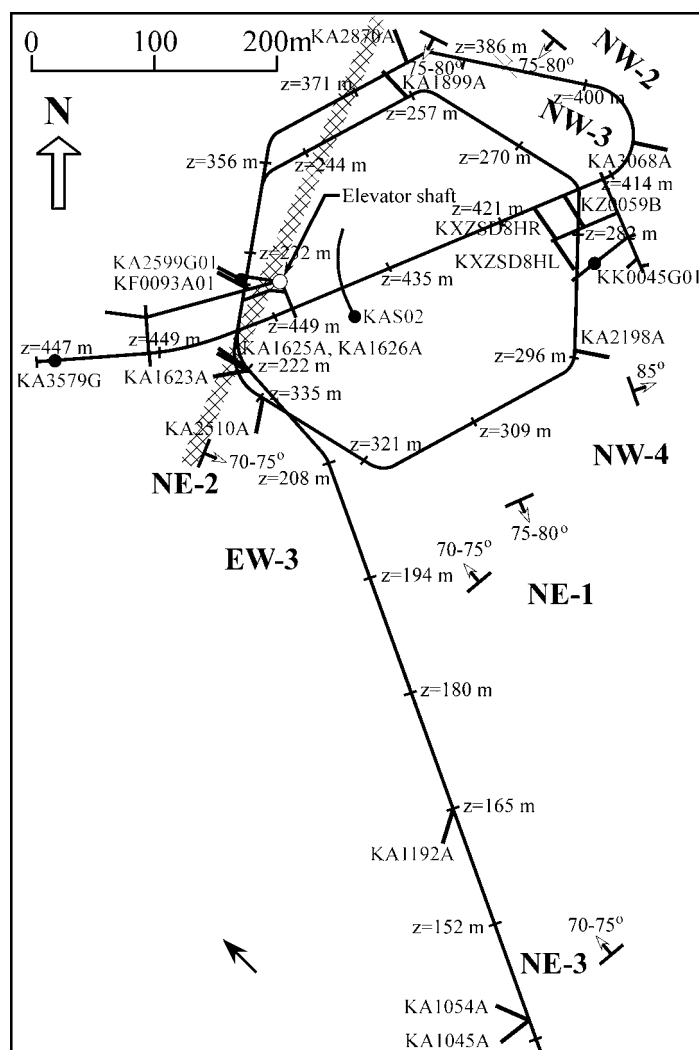 0 100 200m
KA2870A
z=386 m
75-80°
75-80°
NW-2
N
z=371 m
KA1899A
z=400 m
z=257 m
NW-3
z=356 m
z=244 m
z=270 m
KA3068A
z=414 m
Elevator shaft
z=421 m
KZ0059B
KXZSD8HR
z=282 m
z=232 m
KA2599G01
KF0093A01
KXZSD8HL
z=435 m
KK0045G01
z=449 m
KAS02
z=447 m
z=449 m
KA1625A, KA1626A
KA2198A
z=296 m
KA3579G
KA1623A
z=222 m
z=335 m
85°
KA2510A
z=309 m
z=321 m
NW-4
70-75°
NE-2
z=208 m
75-80°
EW-3
70-75°
z=194 m
NE-1
z=180 m
z=165 m
KA1192A
z=152 m
70-75°
NE-3
KA1054A
KA1045A